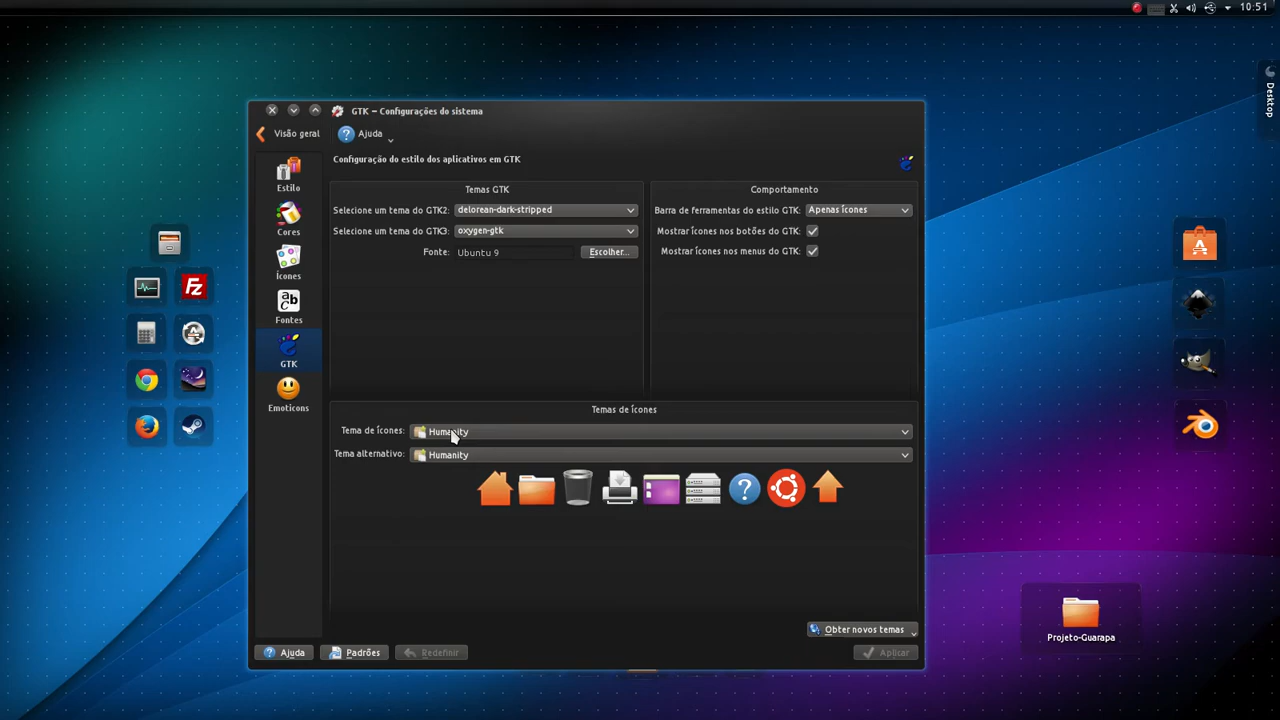 10:51
Desktop
GTK – Configurações do sistema
Visão geral
Ajuda
Configuração do estilo dos aplicativos em GTK
Estilo
Cores
Ícones
abc
Fontes
GTK
Emoticons
Temas GTK
Selecione um tema do GTK2: delorean-dark-stripped
Selecione um tema do GTK3: oxygen-gtk
Fonte: Ubuntu 9 Escolher...
Comportamento
Barra de ferramentas do estilo GTK: Apenas ícones
Mostrar ícones nos botões do GTK:
Mostrar ícones nos menus do GTK:
Temas de ícones
Tema de ícones: Humanity
Tema alternativo: Humanity
Obter novos temas
Ajuda
Padrões
Redefinir
Aplicar
Fz
Projeto-Guarapa